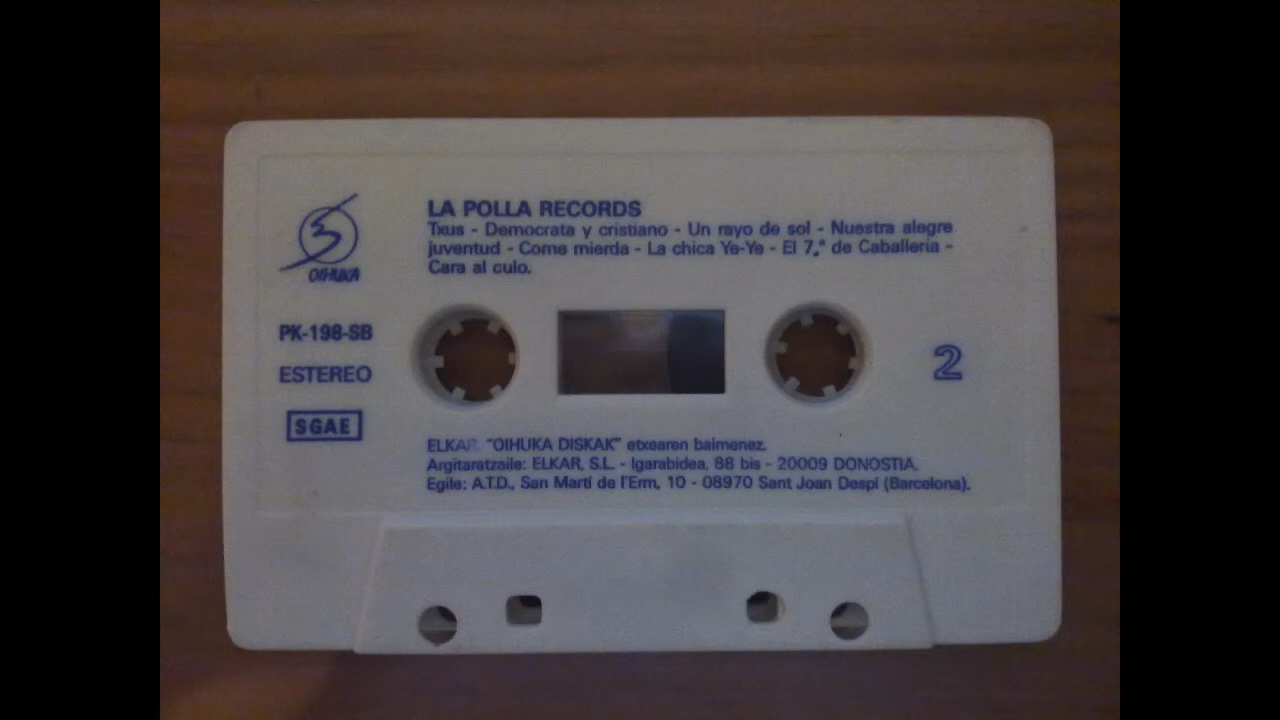 LA POLLA RECORDS
Txus - Democrata y cristiano - Un rayo de sol - Nuestra alegre
juventud - Come mierda - La chica Ye-Ye - El 7.° de Caballeria -
Cara al culo.
OIHUKA
PK-198-SB
ESTEREO
SGAE
2
ELKAR "OIHUKA DISKAK" etxearen baimenez.
Argitaratzaile: ELKAR, S.L. - Igarabidea, 88 bis - 20009 DONOSTIA.
Egile: A.T.D., San Martí de l'Erm, 10 - 08970 Sant Joan Despí (Barcelona).